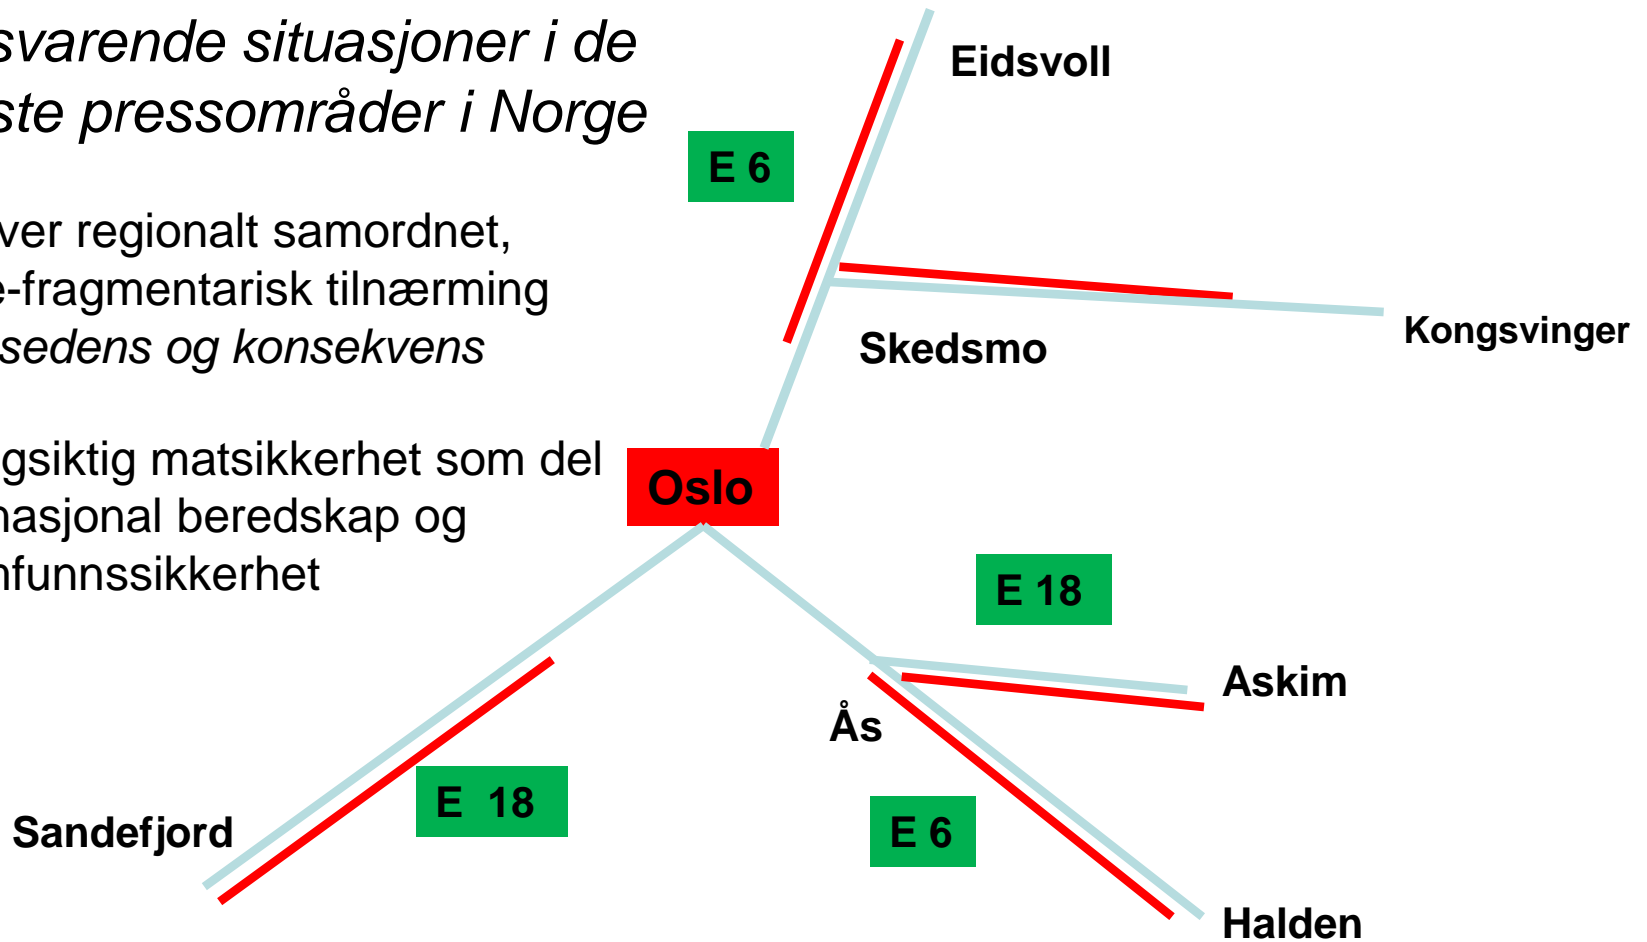 svarende situasjoner i de
ste pressområder i Norge
ver regionalt samordnet,
e-fragmentarisk tilnærming
sedens og konsekvens
gsiktig matsikkerhet som del
nasjonal beredskap og
nfunnssikkerhet
Eidsvoll
E 6
Kongsvinger
Skedsmo
Oslo
E 18
Askim
Ås
E 18
E 6
Sandefjord
Halden